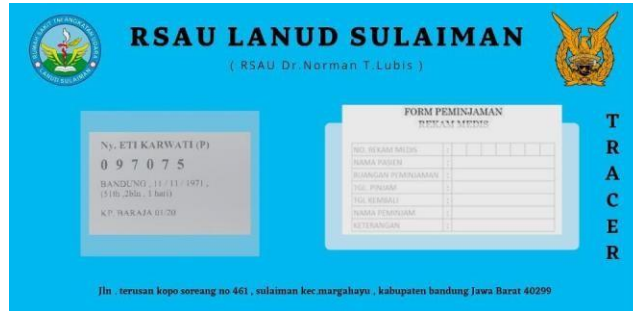 RSAU LANUD SULAIMAN
( RSAU Dr.Norman T.Lubis )
Ny. ETI KARWATI (P)
0 9 7 0 7 5
BANDUNG , 11 / 11 / 1971 ,
(51th ,2bln , 1 hari)
KP. BARAJA 01/20
FORM PEMINJAMAN
REKAM MEDIS
NO. REKAM MEDIS :
NAMA PASIEN :
RUANGAN PEMINJAMAN :
TGL. PINJAM :
TGL. KEMBALI :
NAMA PEMINJAM :
KETERANGAN :
TRACER
Jln . terusan kopo soreang no 461 , sulaiman kec.margahayu , kabupaten bandung Jawa Barat 40299